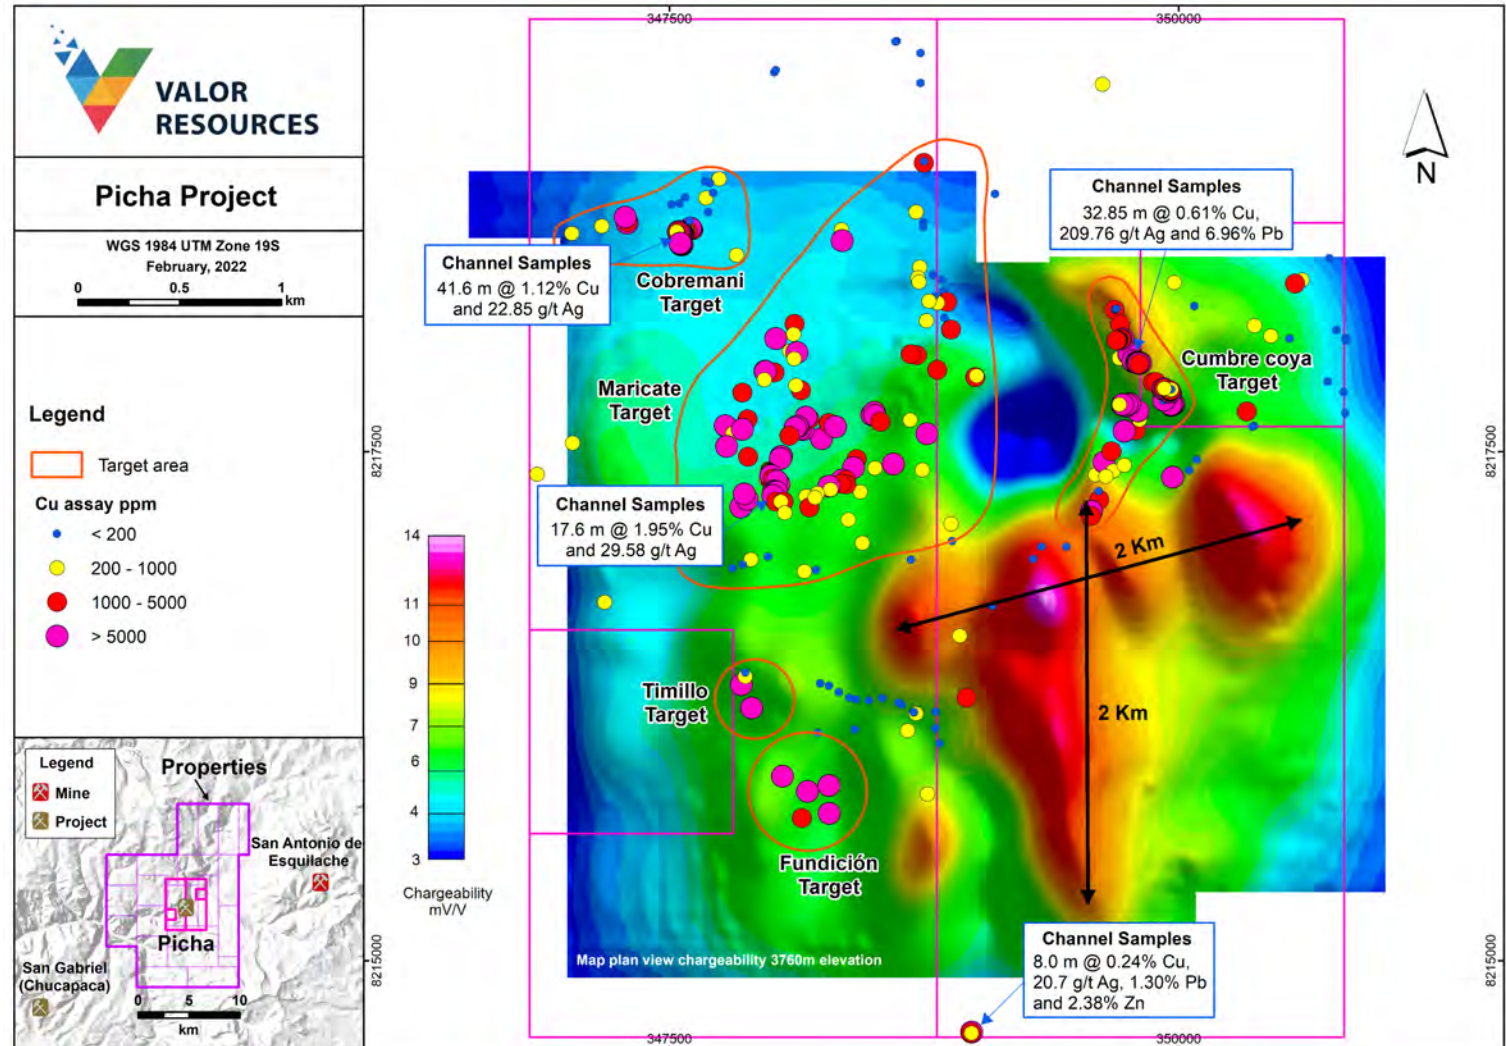 VALOR
RESOURCES
Picha Project
WGS 1984 UTM Zone 19S
February, 2022
0 0.5 1
km
Legend
Target area
Cu assay ppm
< 200
200 - 1000
1000 - 5000
> 5000
Legend
Mine
Project
Properties
San Antonio de
Esquilache
Picha
San Gabriel
(Chucapaca)
0 5 10
km
347500
350000
8217500
8215000
347500
350000
N
Channel Samples
41.6 m @ 1.12% Cu
and 22.85 g/t Ag
Cobremani
Target
Channel Samples
32.85 m @ 0.61% Cu,
209.76 g/t Ag and 6.96% Pb
Cumbre coya
Target
Maricate
Target
Channel Samples
17.6 m @ 1.95% Cu
and 29.58 g/t Ag
14
11
10
9
7
6
4
3
Chargeability
mV/V
2 Km
2 Km
Timillo
Target
Fundición
Target
Map plan view chargeability 3760m elevation
Channel Samples
8.0 m @ 0.24% Cu,
20.7 g/t Ag, 1.30% Pb
and 2.38% Zn